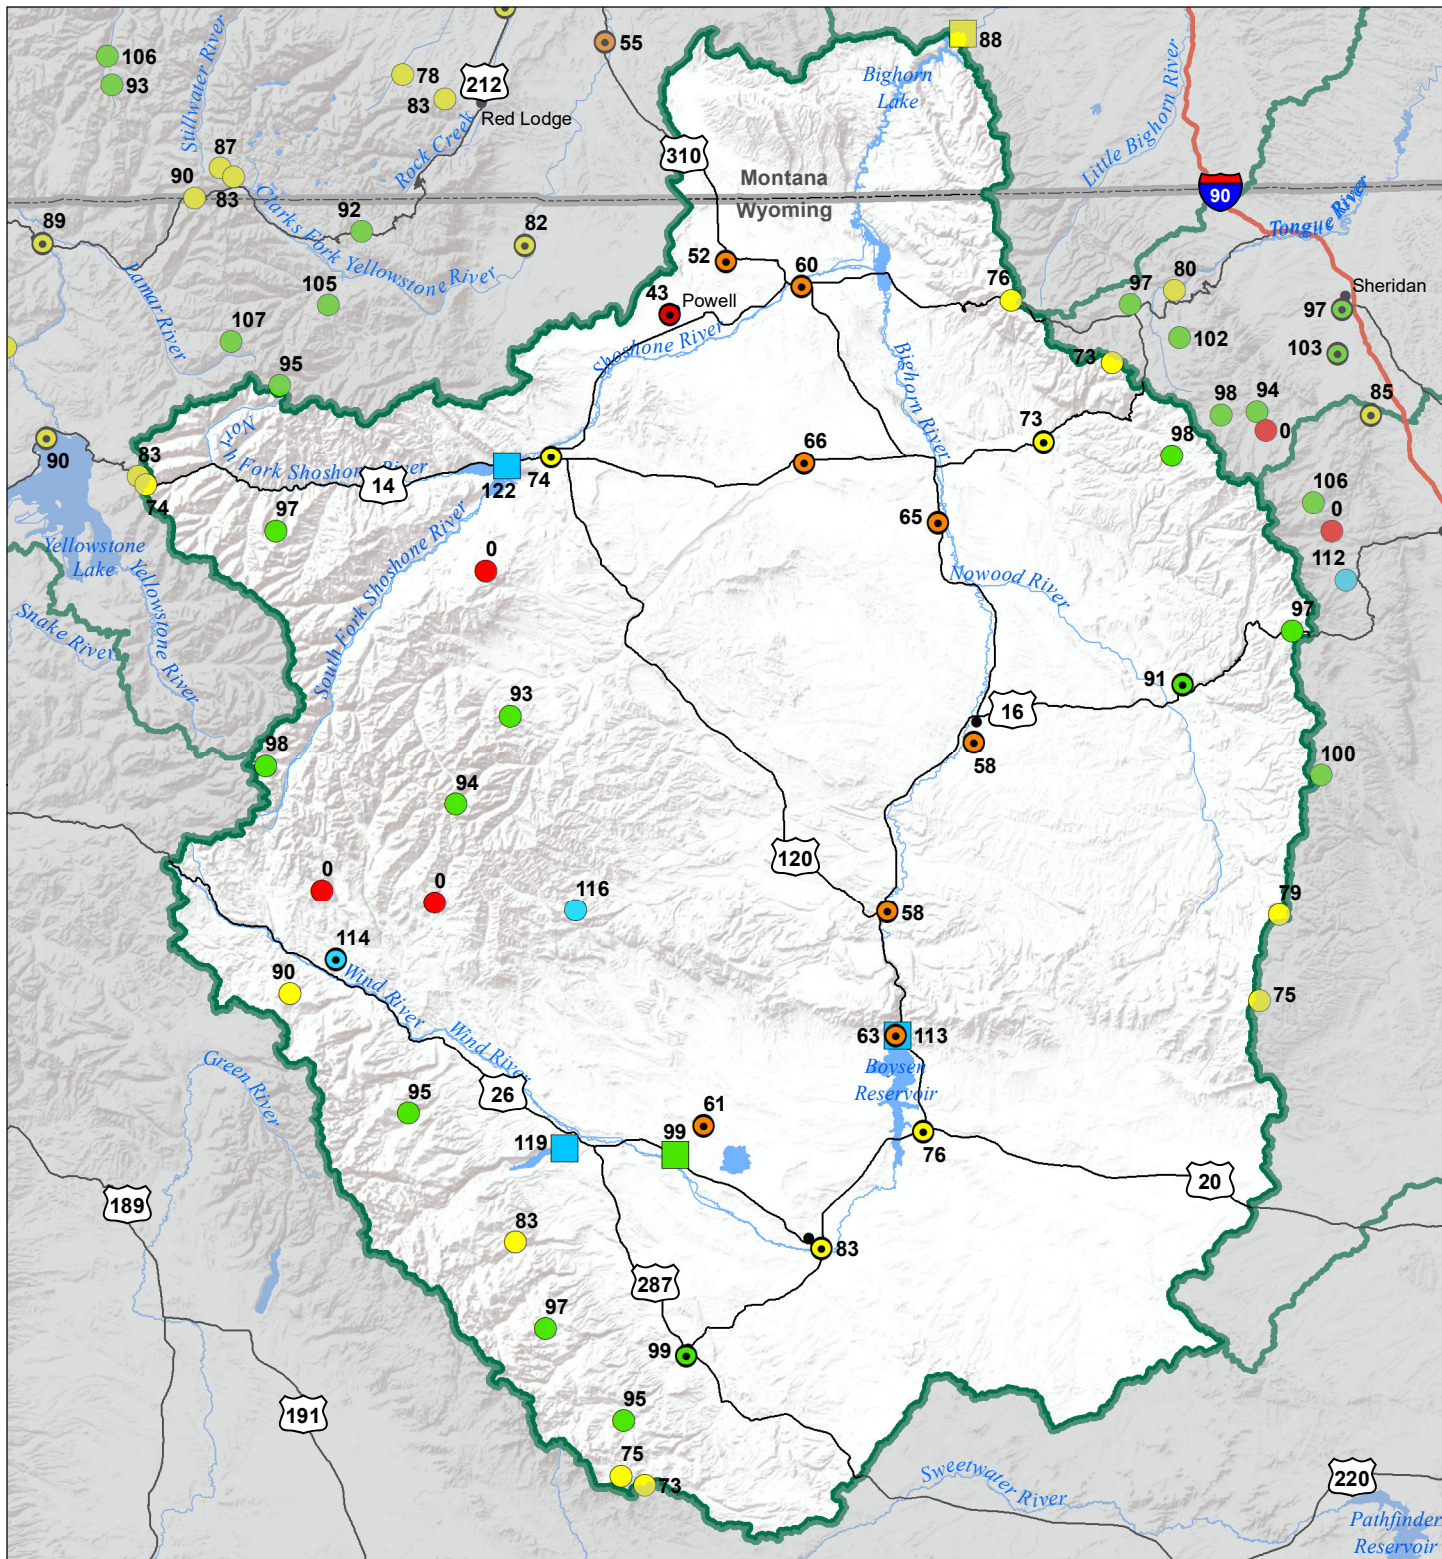 106
93
Stillwater River
78
83
212
Red Lodge
Rock Creek
55
88
Bighorn
Lake
Little Bighorn River
310
87
90
83
Montana
Wyoming
90
Tongue River
89
Clarks Fork Yellowstone River
92
82
52
60
76
97
80
Sheridan
97
Lamar River
105
43
Powell
107
Shoshone River
102
103
95
73
Bighorn River
98
94
0
85
North Fork Shoshone River
90
83
74
14
122
74
66
73
98
97
65
106
0
112
Yellowstone
Lake
Yellowstone River
Snake River
South Fork Shoshone River
0
Nowood River
97
93
91
16
58
98
94
100
120
0
0
116
58
79
114
90
Wind River
75
63
113
Wind River
Boysen
Reservoir
Green River
95
26
61
119
99
76
189
20
83
83
287
97
99
191
95
75
73
Sweetwater River
220
Pathfinder
Reservoir